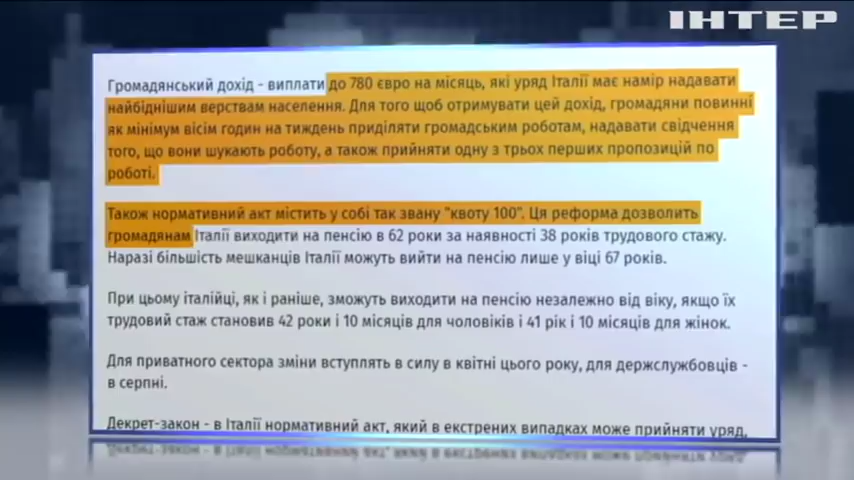 ІНТЕР
Громадянський дохід - виплати до 780 євро на місяць, які уряд Італії має намір надавати
найбіднішим верствам населення. Для того щоб отримувати цей дохід, громадяни повинні
як мінімум вісім годин на тиждень приділяти громадським роботам, надавати свідчення
того, що вони шукають роботу, а також прийняти одну з трьох перших пропозицій по
роботі.
Також нормативний акт містить у собі так звану "квоту 100". Ця реформа дозволить
громадянам Італії виходити на пенсію в 62 роки за наявності 38 років трудового стажу.
Наразі більшість мешканців Італії можуть вийти на пенсію лише у віці 67 років.
При цьому італійці, як і раніше, зможуть виходити на пенсію незалежно від віку, якщо їх
трудовий стаж становив 42 роки і 10 місяців для чоловіків і 41 рік і 10 місяців для жінок.
Для приватного сектора зміни вступлять в силу в квітні цього року, для держслужбовців -
в серпні.
Декрет-закон - в Італії нормативний акт, який в екстрених випадках може прийняти уряд,